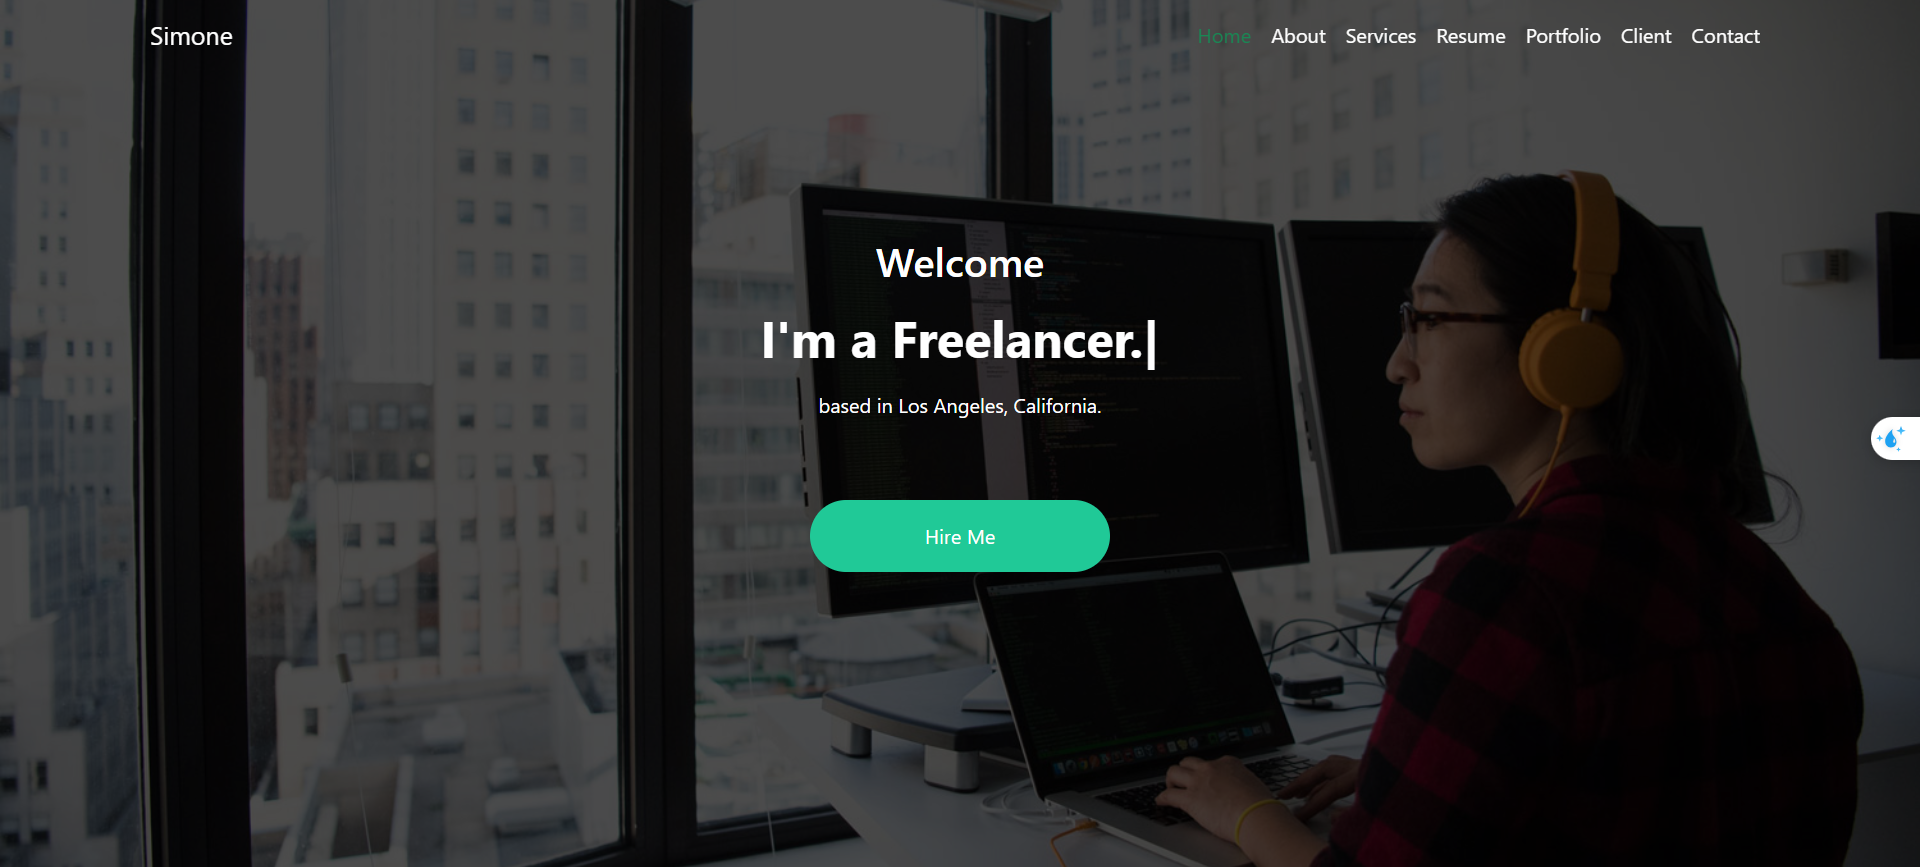 Simone
Home About Services Resume Portfolio Client Contact
Welcome
I'm a Freelancer.|
based in Los Angeles, California.
Hire Me